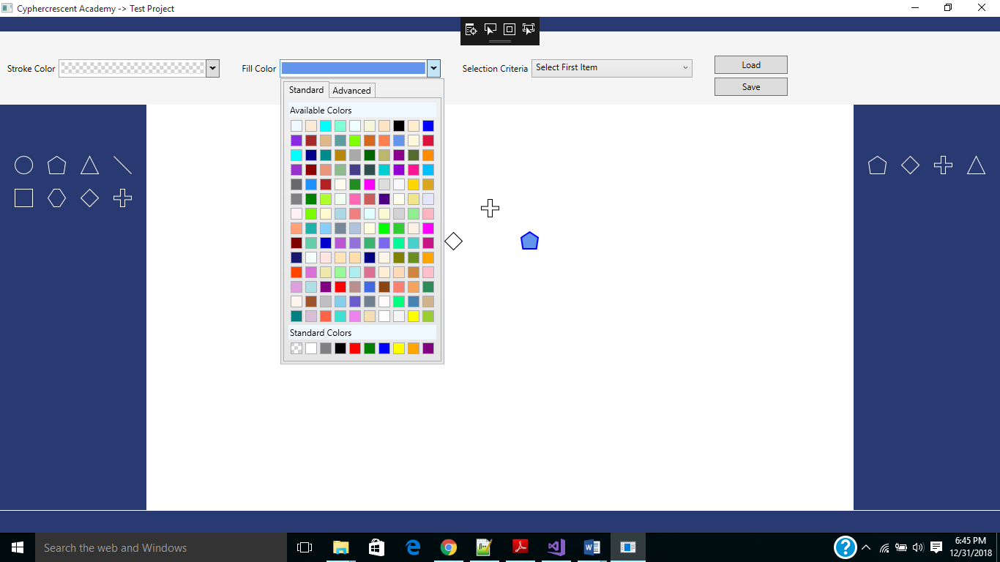 Cyphercrescent Academy -> Test Project
Stroke Color
Fill Color
Selection Criteria
Select First Item
Load
Save
Standard
Advanced
Available Colors
Standard Colors
Search the web and Windows
6:45 PM
12/31/2018